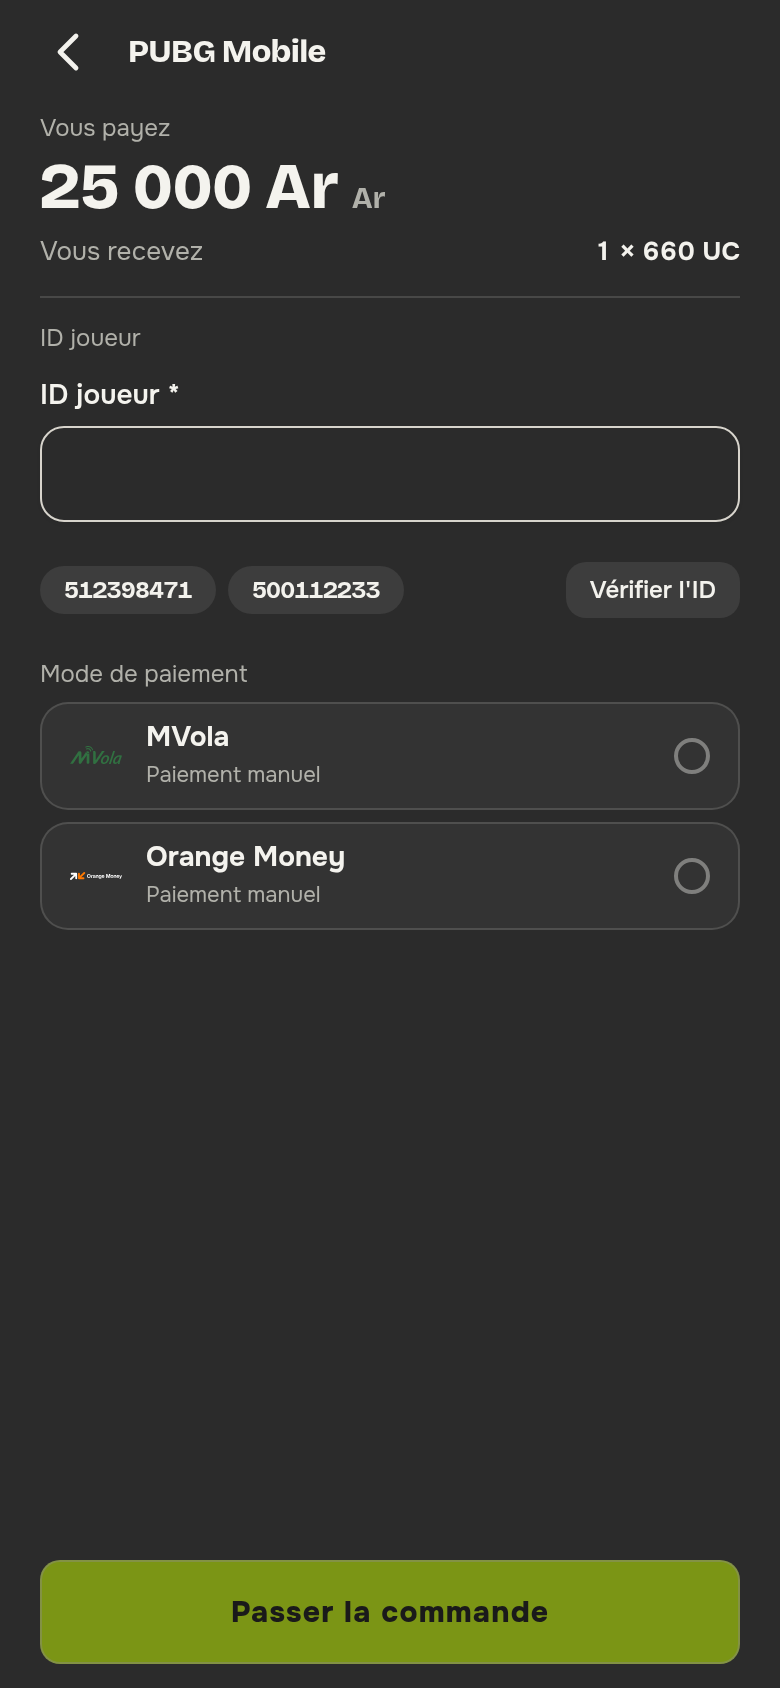 PUBG Mobile
Vous payez
25 000 Ar Ar
Vous recevez 1 × 660 UC
ID joueur
ID joueur *
512398471 500112233 Vérifier l'ID
Mode de paiement
MVola
MVola
Paiement manuel
Orange Money
Orange Money
Paiement manuel
Passer la commande